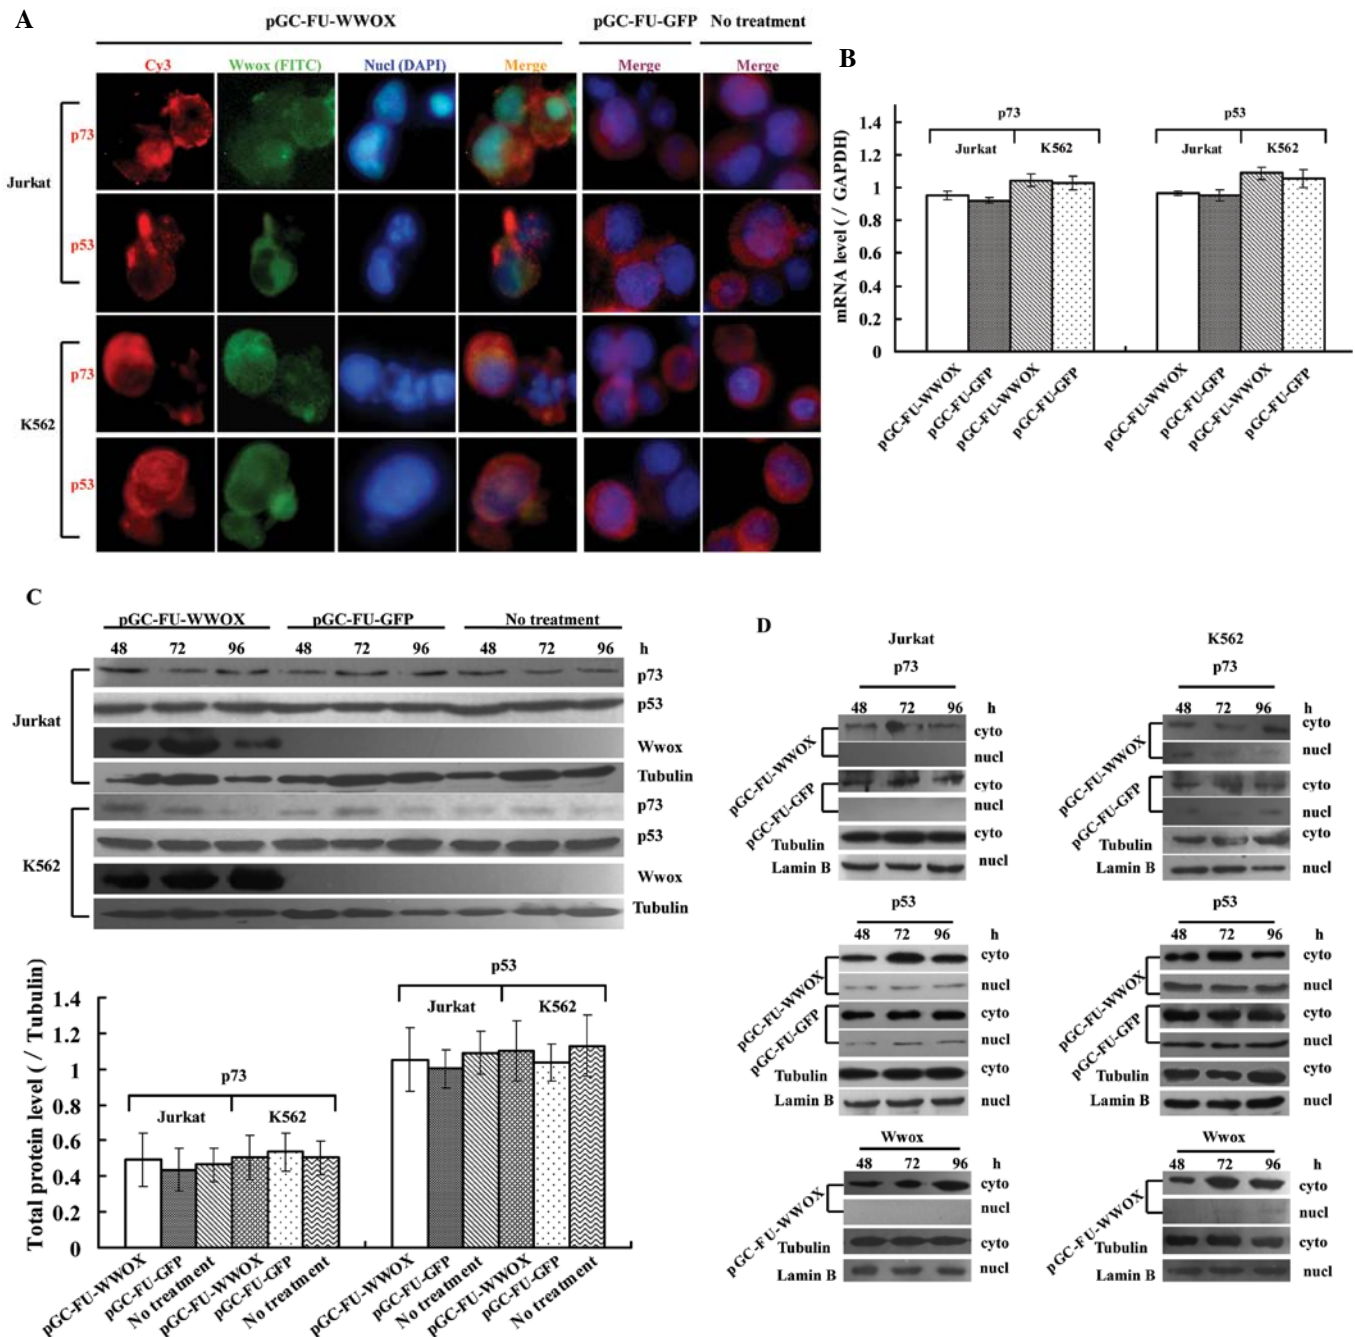 A
pGC-FU-WWOX
pGC-FU-GFP
No treatment
Cy3
Wwox (FITC)
Nucl (DAPI)
Merge
Merge
Merge
Jurkat
p73
p53
K562
p73
p53
B
mRNA level ( / GAPDH)
1.4
1.2
1
0.8
0.6
0.4
0.2
0
p73
Jurkat
K562
p53
Jurkat
K562
pGC-FU-WWOX
pGC-FU-GFP
pGC-FU-WWOX
pGC-FU-GFP
pGC-FU-WWOX
pGC-FU-GFP
pGC-FU-WWOX
pGC-FU-GFP
C
pGC-FU-WWOX
pGC-FU-GFP
No treatment
48 72 96 48 72 96 48 72 96 h
Jurkat
p73
p53
Wwox
Tubulin
K562
p73
p53
Wwox
Tubulin
Total protein level ( / Tubulin)
1.4
1.2
1
0.8
0.6
0.4
0.2
0
p73
Jurkat
K562
p53
Jurkat
K562
pGC-FU-WWOX
pGC-FU-GFP
No treatment
pGC-FU-WWOX
pGC-FU-GFP
No treatment
pGC-FU-WWOX
pGC-FU-GFP
No treatment
pGC-FU-WWOX
pGC-FU-GFP
No treatment
D
Jurkat
p73
48 72 96 h
pGC-FU-WWOX
cyto
nucl
pGC-FU-GFP
cyto
nucl
Tubulin
cyto
Lamin B
nucl
p53
48 72 96 h
pGC-FU-WWOX
cyto
nucl
pGC-FU-GFP
cyto
nucl
Tubulin
cyto
Lamin B
nucl
Wwox
48 72 96 h
pGC-FU-WWOX
cyto
nucl
Tubulin
cyto
Lamin B
nucl
K562
p73
48 72 96 h
pGC-FU-WWOX
cyto
nucl
pGC-FU-GFP
cyto
nucl
Tubulin
cyto
Lamin B
nucl
p53
48 72 96 h
pGC-FU-WWOX
cyto
nucl
pGC-FU-GFP
cyto
nucl
Tubulin
cyto
Lamin B
nucl
Wwox
48 72 96 h
pGC-FU-WWOX
cyto
nucl
Tubulin
cyto
Lamin B
nucl